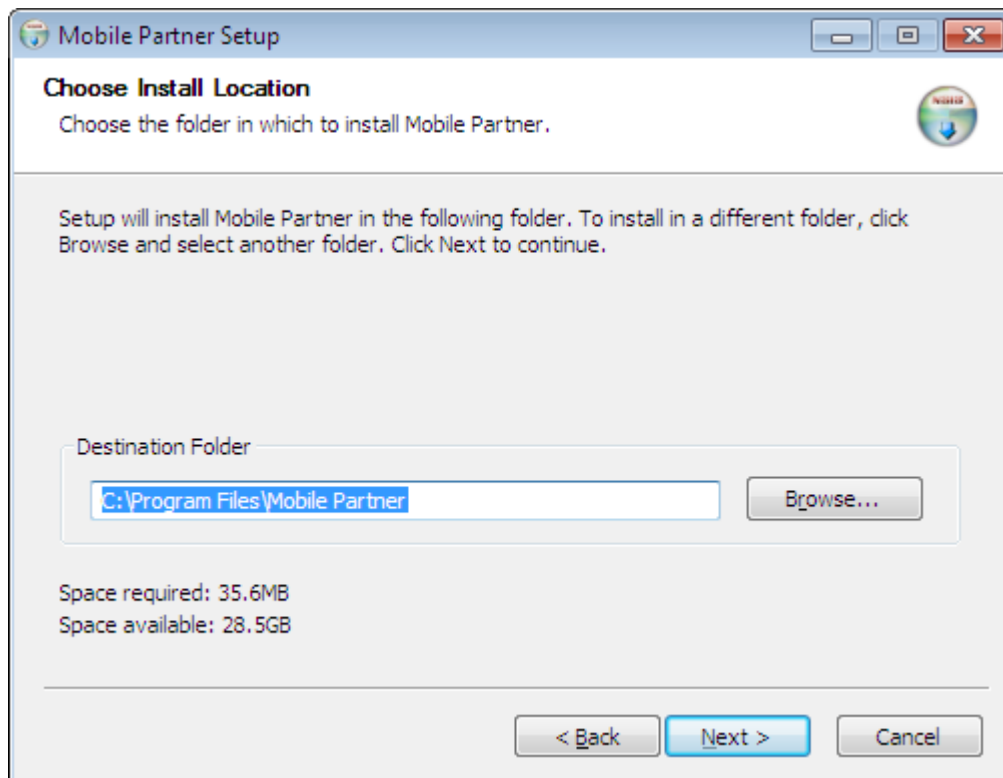 Mobile Partner Setup
Choose Install Location
Choose the folder in which to install Mobile Partner.
Setup will install Mobile Partner in the following folder. To install in a different folder, click
Browse and select another folder. Click Next to continue.
Destination Folder
C:\Program Files\Mobile Partner
Browse...
Space required: 35.6MB
Space available: 28.5GB
< Back
Next >
Cancel